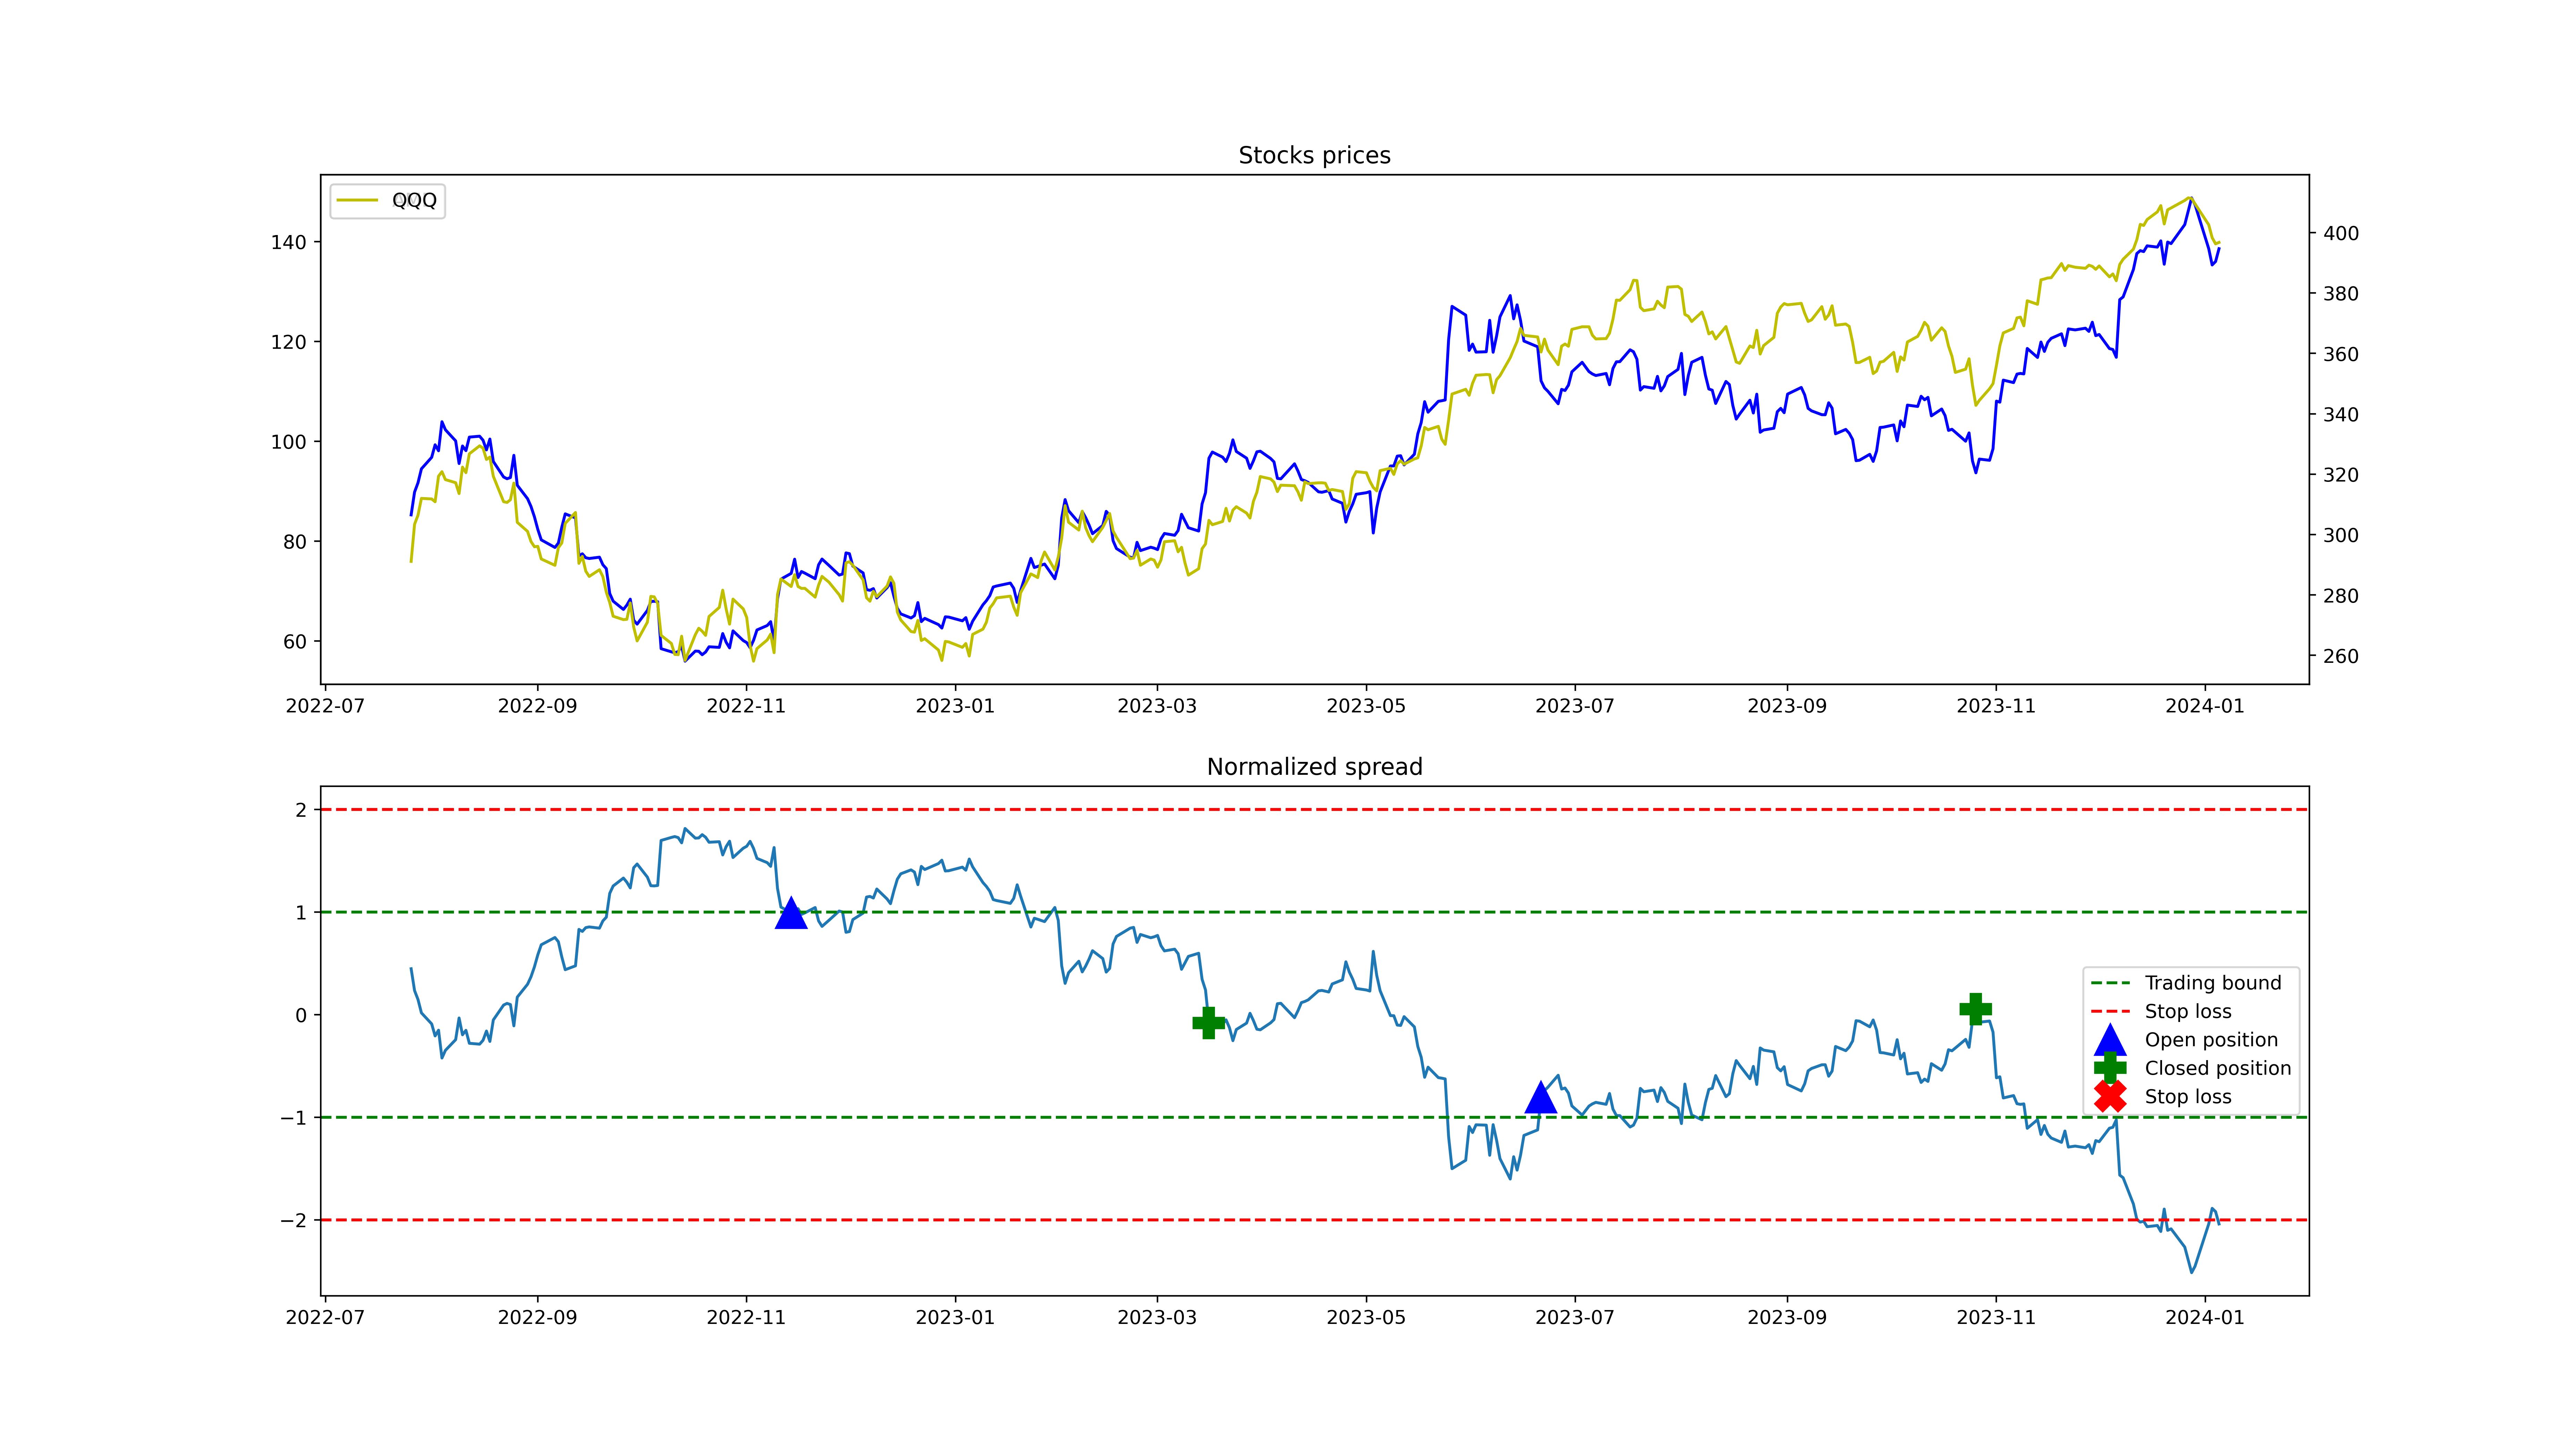 Stocks prices
QQQ
140
120
100
80
60
400
380
360
340
320
300
280
260
2022-07 2022-09 2022-11 2023-01 2023-03 2023-05 2023-07 2023-09 2023-11 2024-01
Normalized spread
2
1
0
−1
−2
Trading bound
Stop loss
Open position
Closed position
Stop loss
2022-07 2022-09 2022-11 2023-01 2023-03 2023-05 2023-07 2023-09 2023-11 2024-01